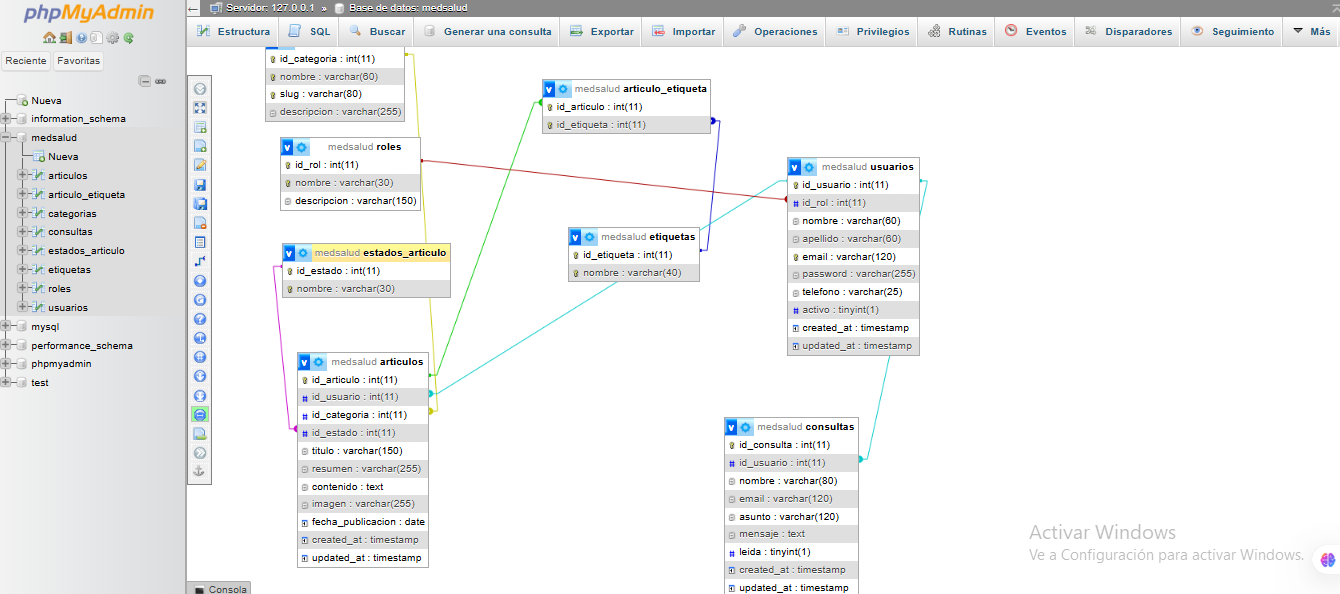 phpMyAdmin
Reciente Favoritas
Nueva
information_schema
medsalud
Nueva
articulos
articulo_etiqueta
categorias
consultas
estados_articulo
etiquetas
roles
usuarios
mysql
performance_schema
phpmyadmin
test
Servidor: 127.0.0.1 » Base de datos: medsalud
Estructura SQL Buscar Generar una consulta Exportar Importar Operaciones Privilegios Rutinas Eventos Disparadores Seguimiento Más
id_categoria : int(11)
nombre : varchar(60)
slug : varchar(80)
descripcion : varchar(255)
v medsalud roles
id_rol : int(11)
nombre : varchar(30)
descripcion : varchar(150)
v medsalud estados_articulo
id_estado : int(11)
nombre : varchar(30)
v medsalud articulos
id_articulo : int(11)
id_usuario : int(11)
id_categoria : int(11)
id_estado : int(11)
titulo : varchar(150)
resumen : varchar(255)
contenido : text
imagen : varchar(255)
fecha_publicacion : date
created_at : timestamp
updated_at : timestamp
v medsalud articulo_etiqueta
id_articulo : int(11)
id_etiqueta : int(11)
v medsalud etiquetas
id_etiqueta : int(11)
nombre : varchar(40)
v medsalud usuarios
id_usuario : int(11)
id_rol : int(11)
nombre : varchar(60)
apellido : varchar(60)
email : varchar(120)
password : varchar(255)
telefono : varchar(25)
activo : tinyint(1)
created_at : timestamp
updated_at : timestamp
v medsalud consultas
id_consulta : int(11)
id_usuario : int(11)
nombre : varchar(80)
email : varchar(120)
asunto : varchar(120)
mensaje : text
leida : tinyint(1)
created_at : timestamp
updated_at : timestamp
Activar Windows
Ve a Configuración para activar Windows.
Consola